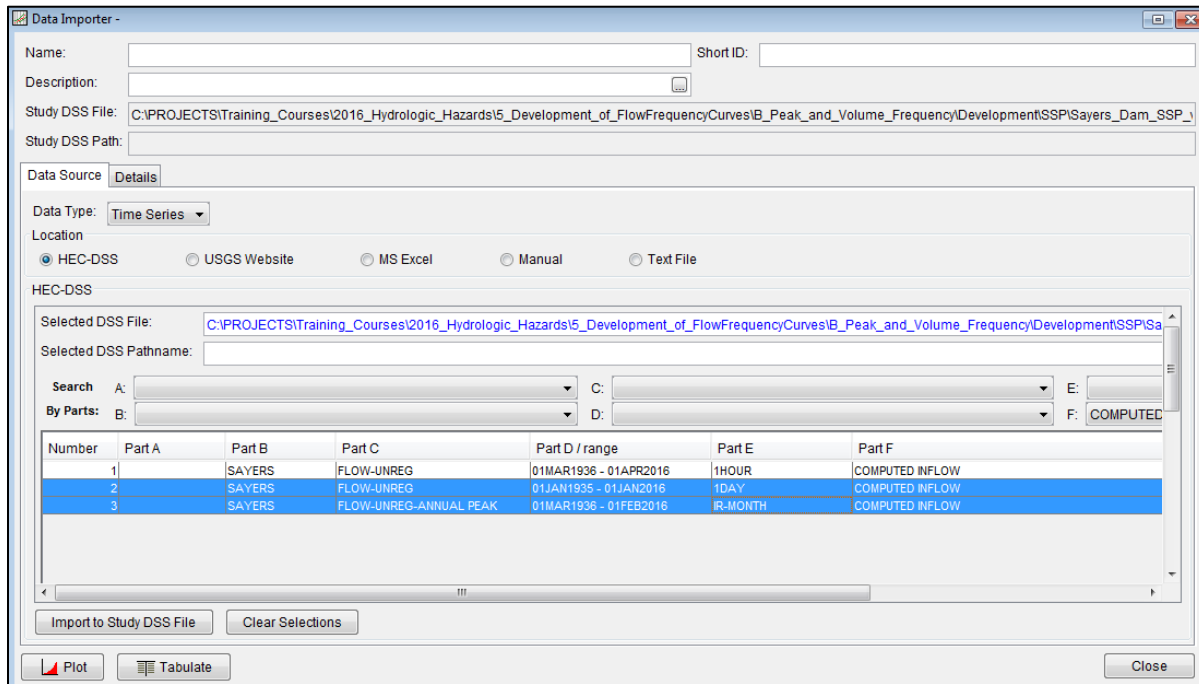 Data Importer -
Name: Short ID:
Description: ...
Study DSS File: C:\PROJECTS\Training_Courses\2016_Hydrologic_Hazards\5_Development_of_FlowFrequencyCurves\B_Peak_and_Volume_Frequency\Development\SSP\Sayers_Dam_SSP_v
Study DSS Path:
Data Source Details
Data Type: Time Series
Location
HEC-DSS USGS Website MS Excel Manual Text File
HEC-DSS
Selected DSS File: C:\PROJECTS\Training_Courses\2016_Hydrologic_Hazards\5_Development_of_FlowFrequencyCurves\B_Peak_and_Volume_Frequency\Development\SSP\Sa
Selected DSS Pathname:
Search A: C: E:
By Parts: B: D: F: COMPUTED
Number Part A Part B Part C Part D / range Part E Part F
1 SAYERS FLOW-UNREG 01MAR1936 - 01APR2016 1HOUR COMPUTED INFLOW
2 SAYERS FLOW-UNREG 01JAN1935 - 01JAN2016 1DAY COMPUTED INFLOW
3 SAYERS FLOW-UNREG-ANNUAL PEAK 01MAR1936 - 01FEB2016 IR-MONTH COMPUTED INFLOW
Import to Study DSS File Clear Selections
Plot Tabulate Close